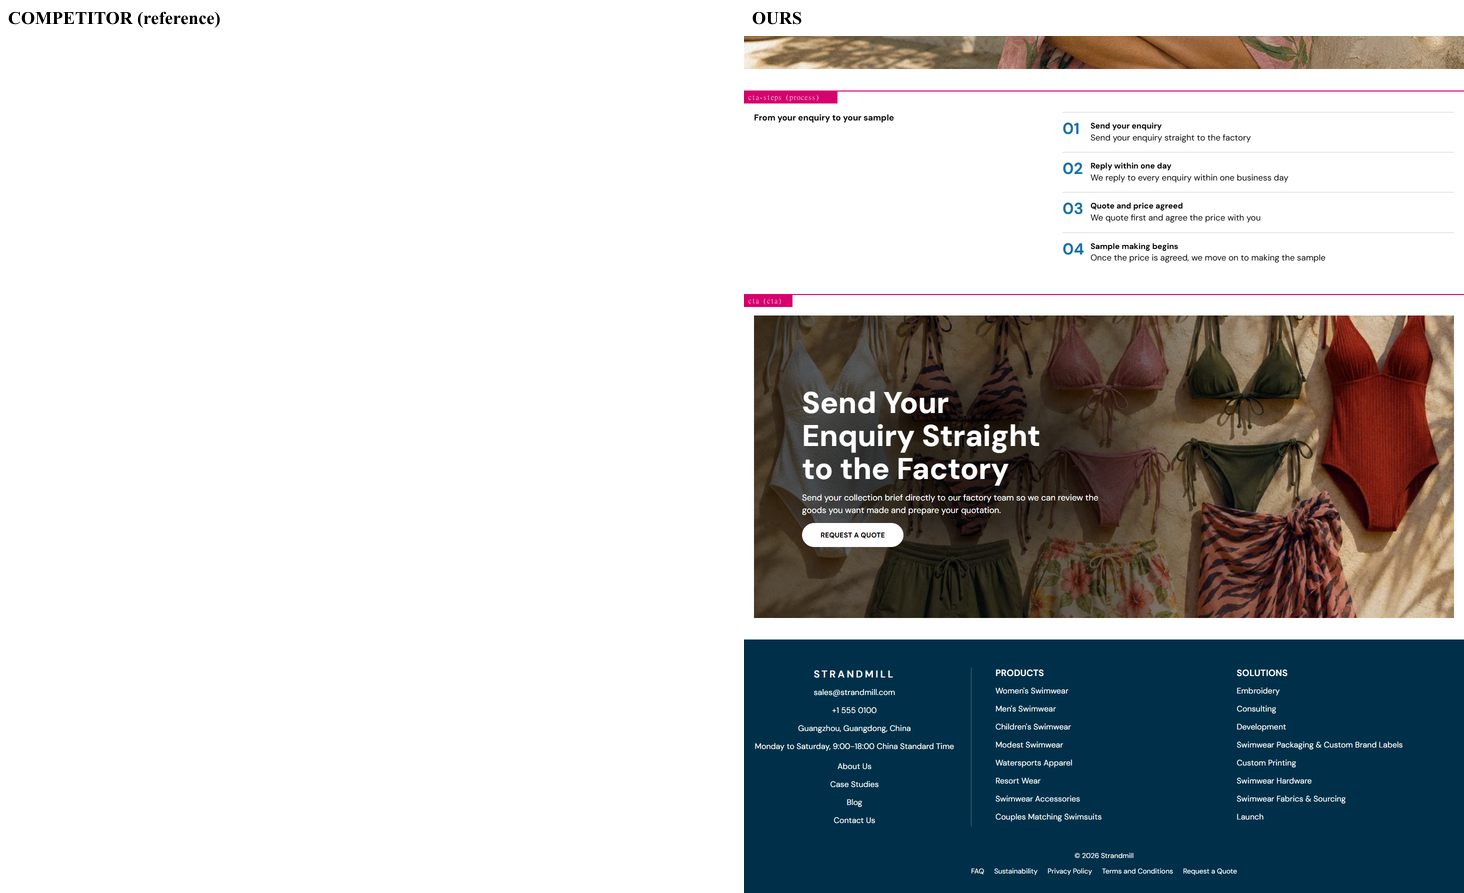 COMPETITOR (reference)
OURS
cta-steps (process)
From your enquiry to your sample
01
Send your enquiry
Send your enquiry straight to the factory
02
Reply within one day
We reply to every enquiry within one business day
03
Quote and price agreed
We quote first and agree the price with you
04
Sample making begins
Once the price is agreed, we move on to making the sample
cta (cta)
Send Your
Enquiry Straight
to the Factory
Send your collection brief directly to our factory team so we can review the
goods you want made and prepare your quotation.
REQUEST A QUOTE
STRANDMILL
sales@strandmill.com
+1 555 0100
Guangzhou, Guangdong, China
Monday to Saturday, 9:00-18:00 China Standard Time
About Us
Case Studies
Blog
Contact Us
PRODUCTS
Women's Swimwear
Men's Swimwear
Children's Swimwear
Modest Swimwear
Watersports Apparel
Resort Wear
Swimwear Accessories
Couples Matching Swimsuits
SOLUTIONS
Embroidery
Consulting
Development
Swimwear Packaging & Custom Brand Labels
Custom Printing
Swimwear Hardware
Swimwear Fabrics & Sourcing
Launch
© 2026 Strandmill
FAQ Sustainability Privacy Policy Terms and Conditions Request a Quote